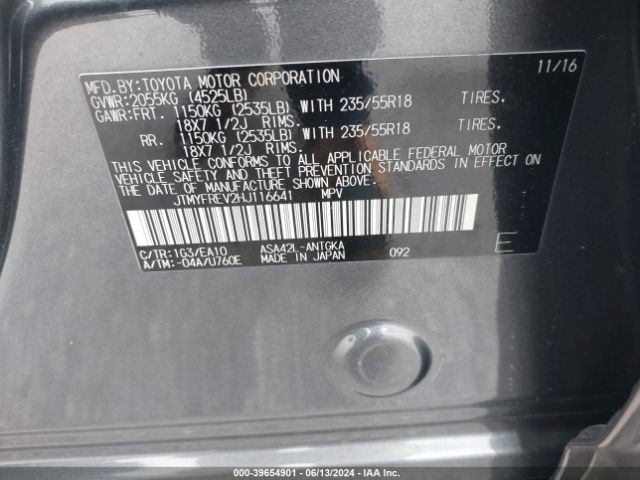 MFD.BY:TOYOTA MOTOR CORPORATION 11/16
GVWR:2055KG (4525LB)
GAWR:FRT. 1150KG (2535LB) WITH 235/55R18 TIRES,
18X7 1/2J RIMS.
RR. 1150KG (2535LB) WITH 235/55R18 TIRES,
18X7 1/2J RIMS.
THIS VEHICLE CONFORMS TO ALL APPLICABLE FEDERAL MOTOR
VEHICLE SAFETY AND THEFT PREVENTION STANDARDS IN EFFECT ON
THE DATE OF MANUFACTURE SHOWN ABOVE.
JTMYFREV2HJ116641 MPV
C/TR:1G3/EA10 ASA42L-ANTGKA E
A/TM:-04A/U760E MADE IN JAPAN 092
000-39654901 - 06/13/2024 - IAA Inc.